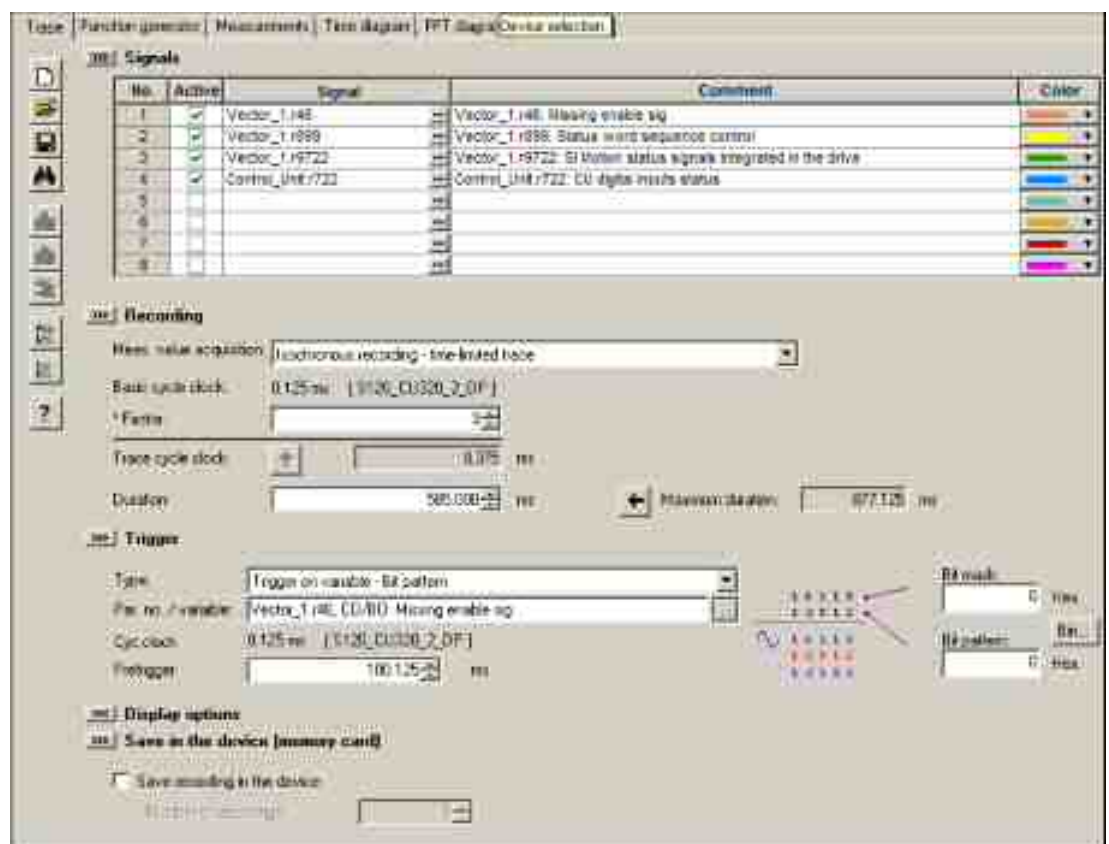 Trace Function generator Measurements Time diagram FFT diagra Device selection
Signals
No. Active Signal Comment Color
1 Vector_1.r46 Vector_1.r46: Missing enable sig
2 Vector_1.r899 Vector_1.r899: Status word sequence control
3 Vector_1.r9722 Vector_1.r9722: SI Motion status signals integrated in the drive
4 Control_Unit.r722 Control_Unit.r722: CU digital inputs status
5
6
7
8
Recording
Meas. value acquisition: Isochronous recording - time-limited trace
Basic cycle clock: 0.125 ms [ S120_CU320_2_DP ]
* Factor 3
Trace cycle clock: 0.375 ms
Duration: 585.000 ms Maximum duration: 877.125 ms
Trigger
Type: Trigger on variable - Bit pattern
Par. no. / variable: Vector_1.r46, CO/BO: Missing enable sig
Cyc.clock: 0.125 ms [ S120_CU320_2_DP ]
Pretrigger: 100.125 ms
Bit mask:
0 Hex
Bit pattern: Bin...
0 Hex
Display options
Save in the device (memory card)
Save recording in the device
?